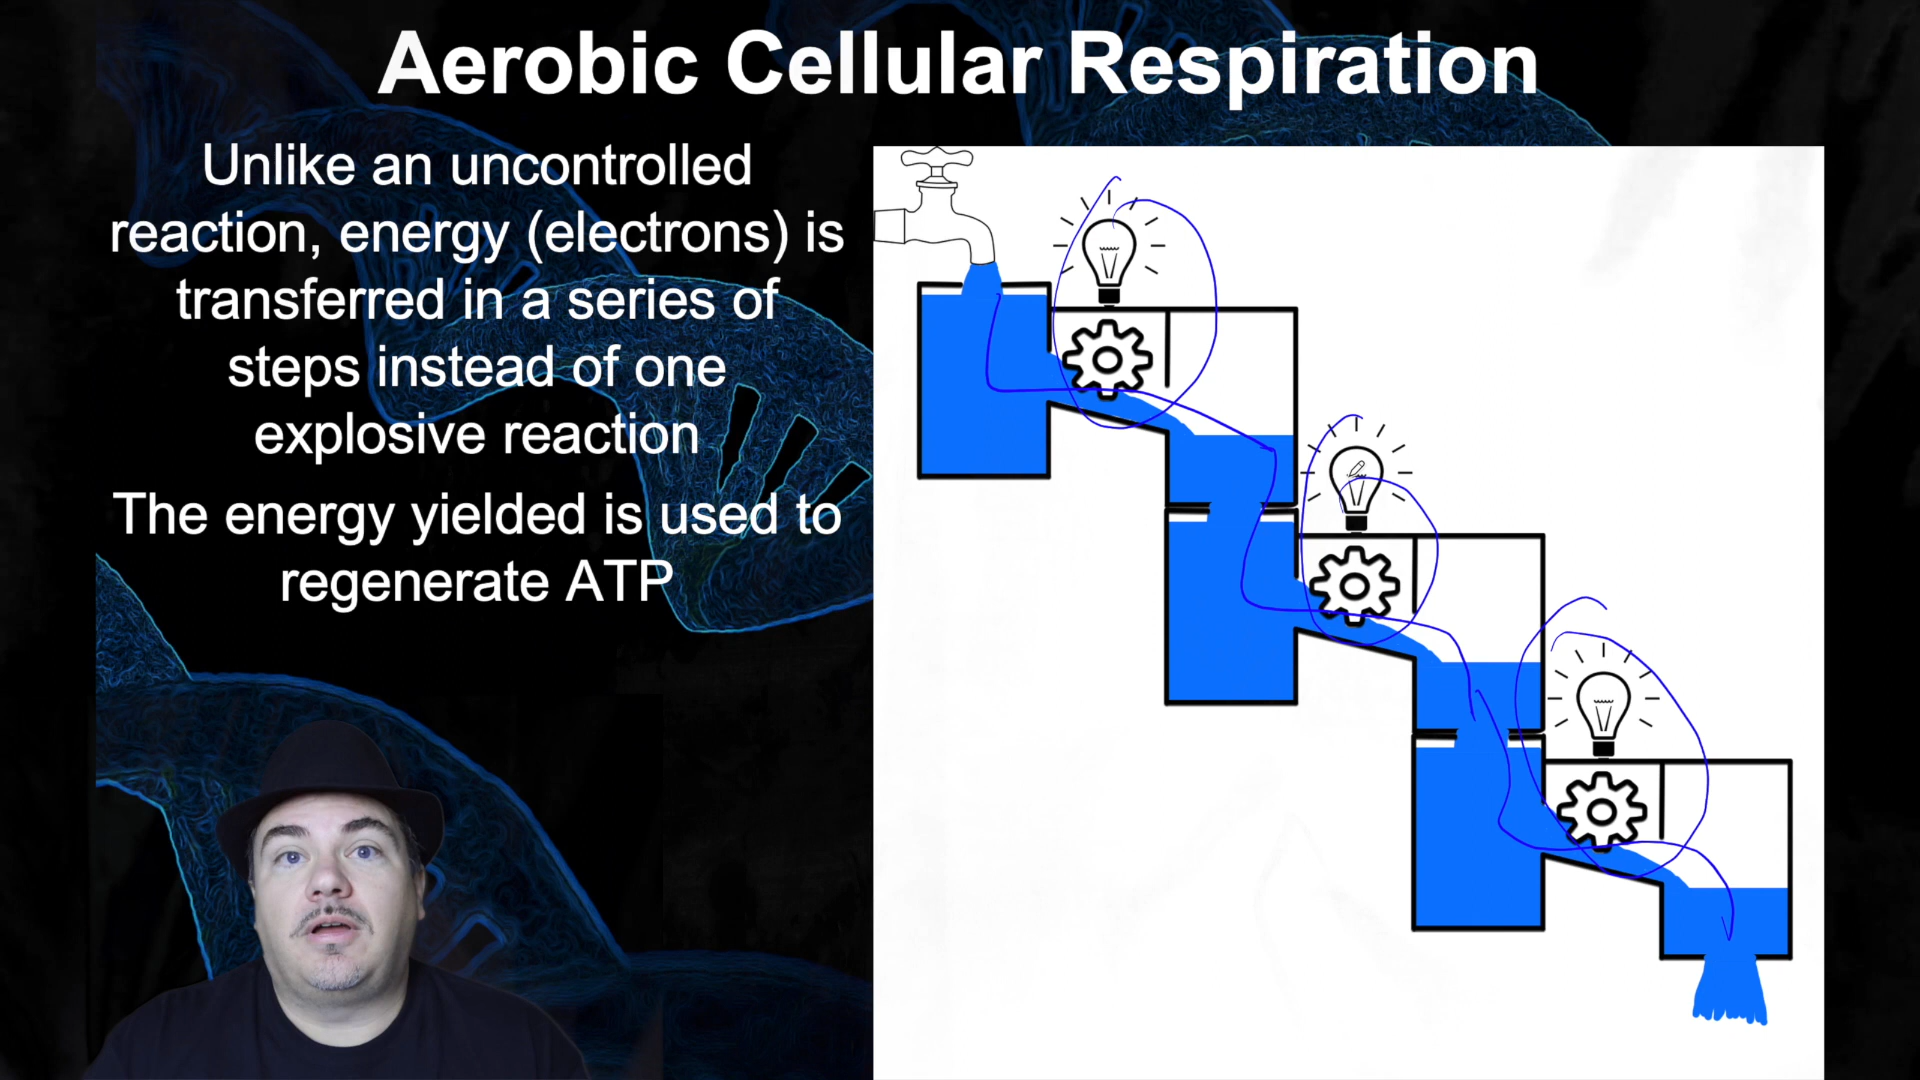 Aerobic Cellular Respiration
Unlike an uncontrolled
reaction, energy (electrons) is
transferred in a series of
steps instead of one
explosive reaction
The energy yielded is used to
regenerate ATP